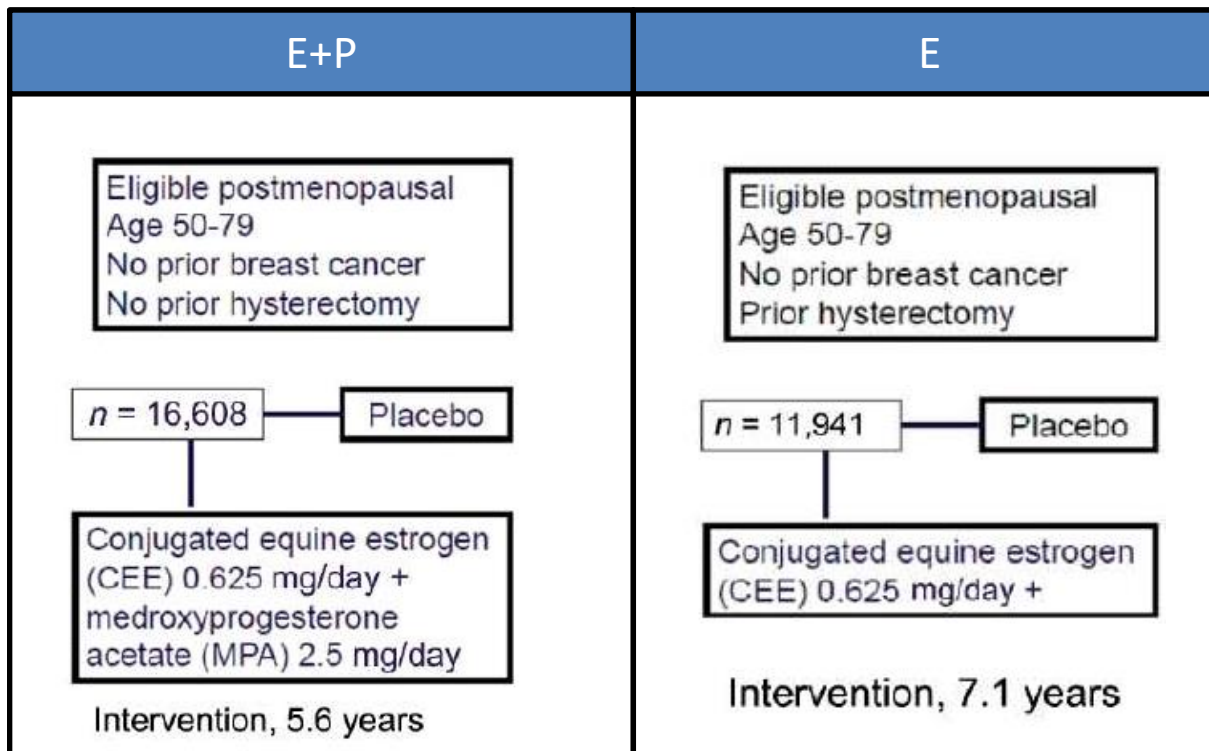 E+P
Eligible postmenopausal
Age 50-79
No prior breast cancer
No prior hysterectomy
n = 16,608
Placebo
Conjugated equine estrogen
(CEE) 0.625 mg/day +
medroxyprogesterone
acetate (MPA) 2.5 mg/day
Intervention, 5.6 years
E
Eligible postmenopausal
Age 50-79
No prior breast cancer
Prior hysterectomy
n = 11,941
Placebo
Conjugated equine estrogen
(CEE) 0.625 mg/day +
Intervention, 7.1 years